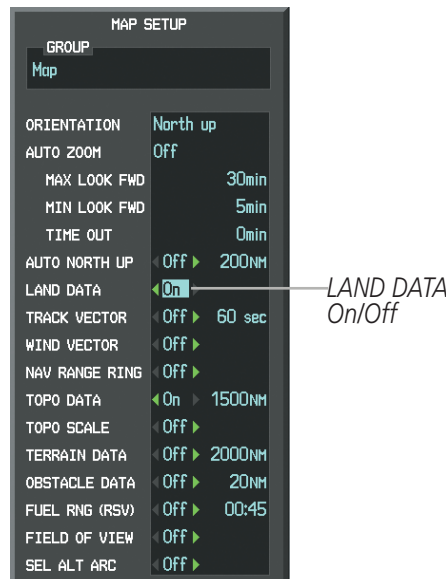 MAP SETUP
GROUP
Map
ORIENTATION North up
AUTO ZOOM Off
MAX LOOK FWD 30min
MIN LOOK FWD 5min
TIME OUT 0min
AUTO NORTH UP Off 200NM
LAND DATA On
LAND DATA
On/Off
TRACK VECTOR Off 60 sec
WIND VECTOR Off
NAV RANGE RING Off
TOPO DATA On 1500NM
TOPO SCALE Off
TERRAIN DATA Off 2000NM
OBSTACLE DATA Off 20NM
FUEL RNG (RSV) Off 00:45
FIELD OF VIEW Off
SEL ALT ARC Off